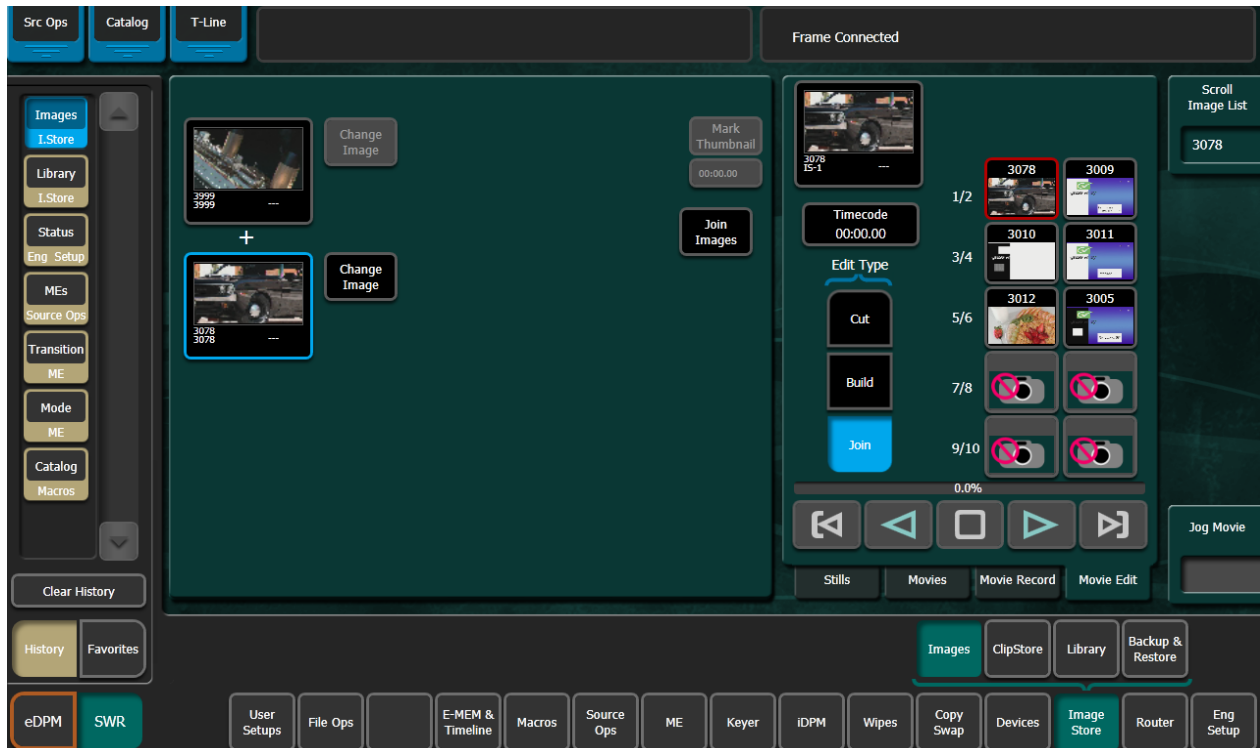 Src Ops
Catalog
T-Line
Frame Connected
Images
I.Store
Library
I.Store
Status
Eng Setup
MEs
Source Ops
Transition
ME
Mode
ME
Catalog
Macros
Clear History
History
Favorites
3999
3999 ---
Change
Image
+
3078
3078 ---
Change
Image
Mark
Thumbnail
00:00.00
Join
Images
3078
IS-1 ---
Timecode
00:00.00
Edit Type
Cut
Build
Join
1/2
3078
3009
3/4
3010
3011
5/6
3012
3005
7/8
9/10
0.0%
Stills
Movies
Movie Record
Movie Edit
Scroll
Image List
3078
Jog Movie
Images
ClipStore
Library
Backup &
Restore
eDPM
SWR
User
Setups
File Ops
E-MEM &
Timeline
Macros
Source
Ops
ME
Keyer
iDPM
Wipes
Copy
Swap
Devices
Image
Store
Router
Eng
Setup